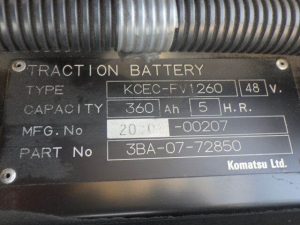 TRACTION BATTERY
TYPE KCEC-FV1260 48 V.
CAPACITY 360 Ah 5 H.R.
MFG. No -00207
PART No 3BA-07-72850
Komatsu Ltd.